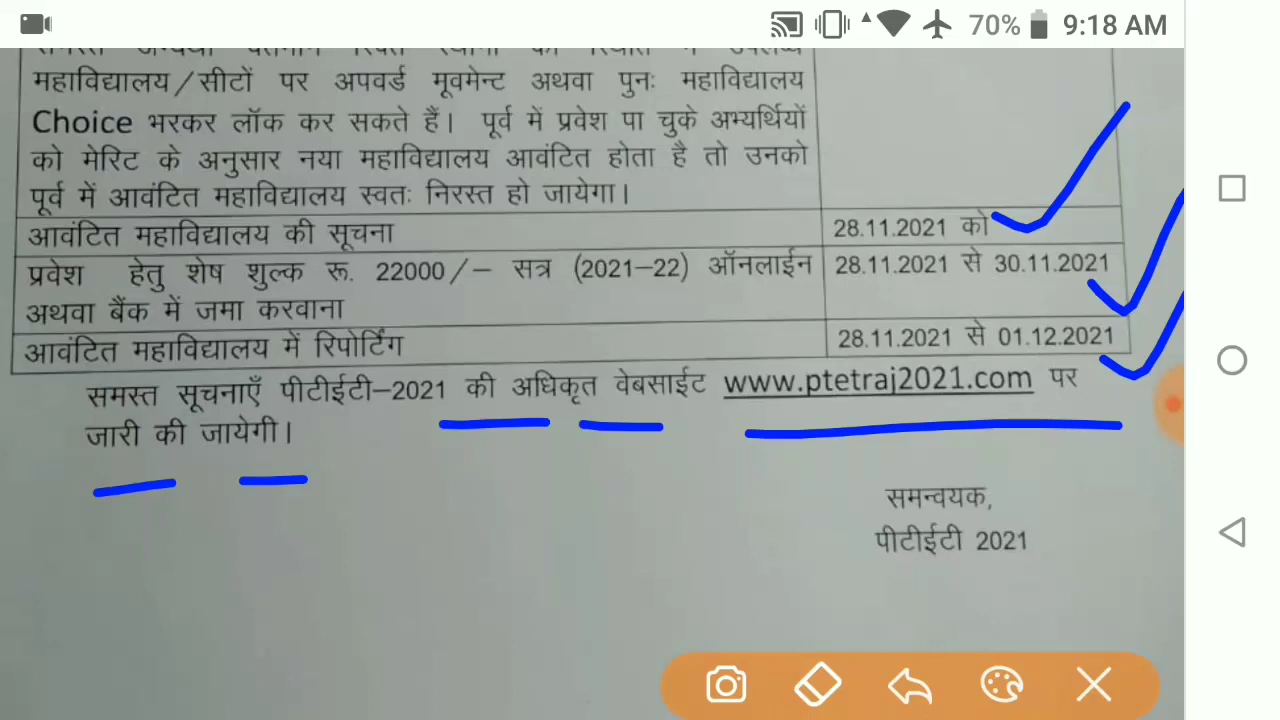 70% 9:18 AM
महाविद्यालय/सीटों पर अपवर्ड मूवमेन्ट अथवा पुनः महाविद्यालय
Choice भरकर लॉक कर सकते हैं। पूर्व में प्रवेश पा चुके अभ्यर्थियों
को मेरिट के अनुसार नया महाविद्यालय आवंटित होता है तो उनको
पूर्व में आवंटित महाविद्यालय स्वतः निरस्त हो जायेगा।
आवंटित महाविद्यालय की सूचना 28.11.2021 को
प्रवेश हेतु शेष शुल्क रू. 22000/- सत्र (2021-22) ऑनलाईन 28.11.2021 से 30.11.2021
अथवा बैंक में जमा करवाना
आवंटित महाविद्यालय में रिपोर्टिंग 28.11.2021 से 01.12.2021
समस्त सूचनाएँ पीटीईटी-2021 की अधिकृत वेबसाईट www.ptetraj2021.com पर
जारी की जायेगी।
समन्वयक,
पीटीईटी 2021